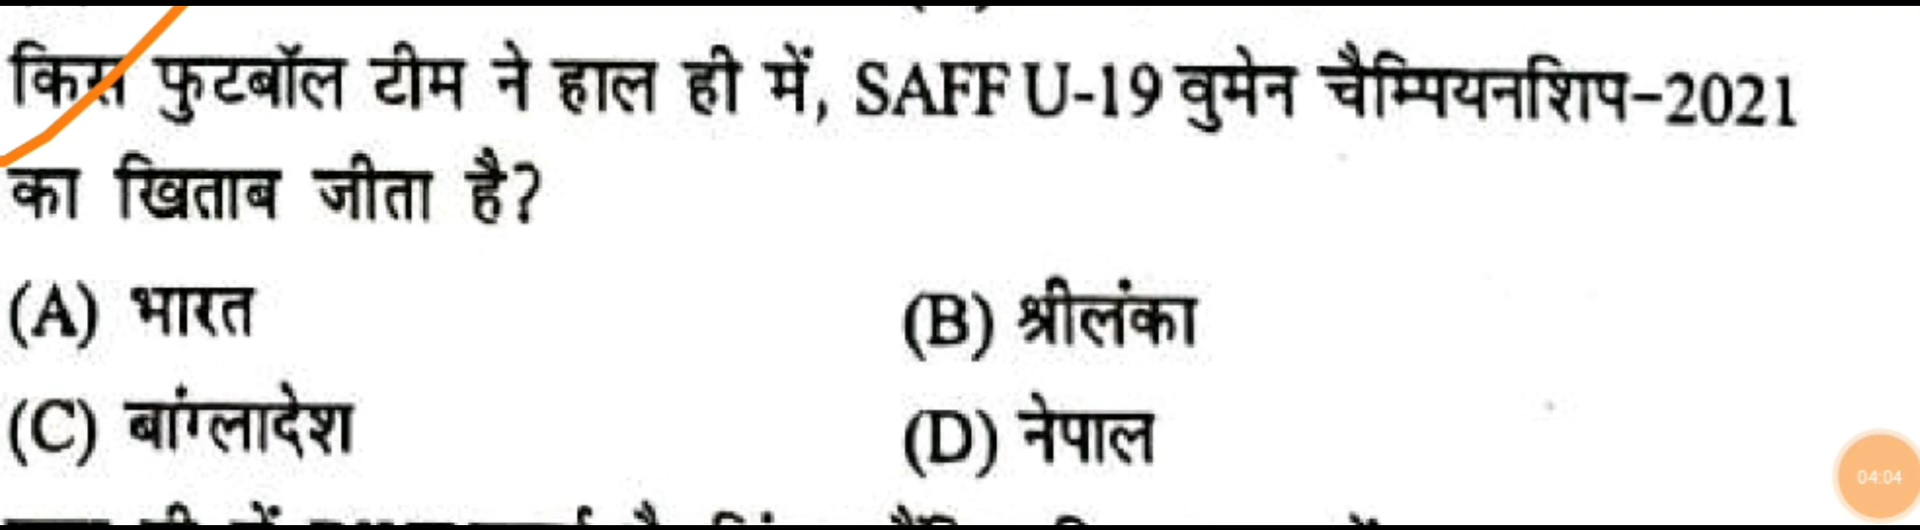 किस फुटबॉल टीम ने हाल ही में, SAFF U-19 वुमेन चैम्पियनशिप-2021
का खिताब जीता है?
(A) भारत (B) श्रीलंका
(C) बांग्लादेश (D) नेपाल
04:04